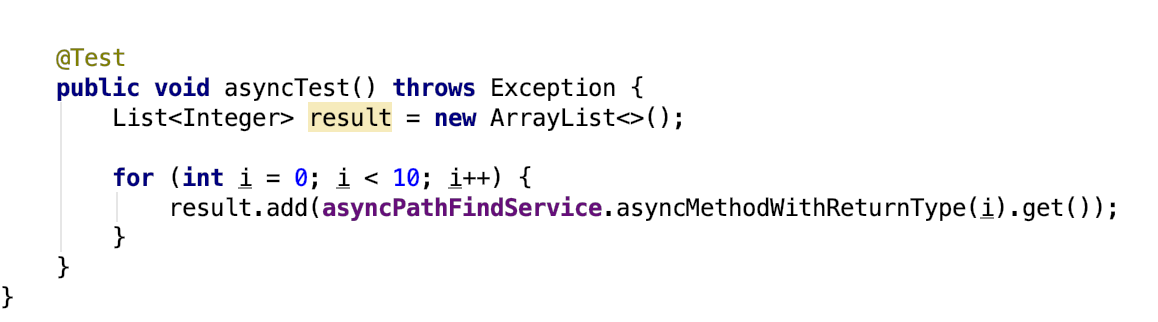 @Test
public void asyncTest() throws Exception {
List<Integer> result = new ArrayList<>();
for (int i = 0; i < 10; i++) {
result.add(asyncPathFindService.asyncMethodWithReturnType(i).get());
}
}
}